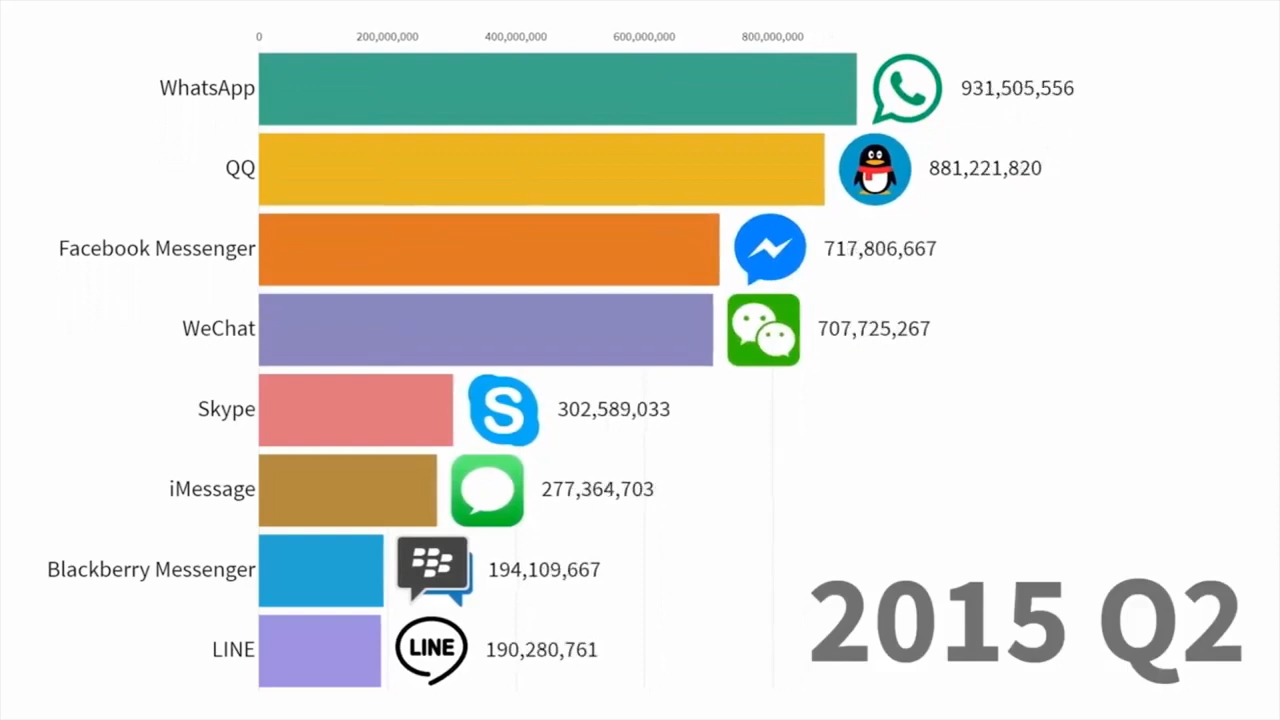 0 200,000,000 400,000,000 600,000,000 800,000,000
WhatsApp 931,505,556
QQ 881,221,820
Facebook Messenger 717,806,667
WeChat 707,725,267
Skype S 302,589,033
iMessage 277,364,703
Blackberry Messenger 194,109,667
LINE LINE 190,280,761
2015 Q2